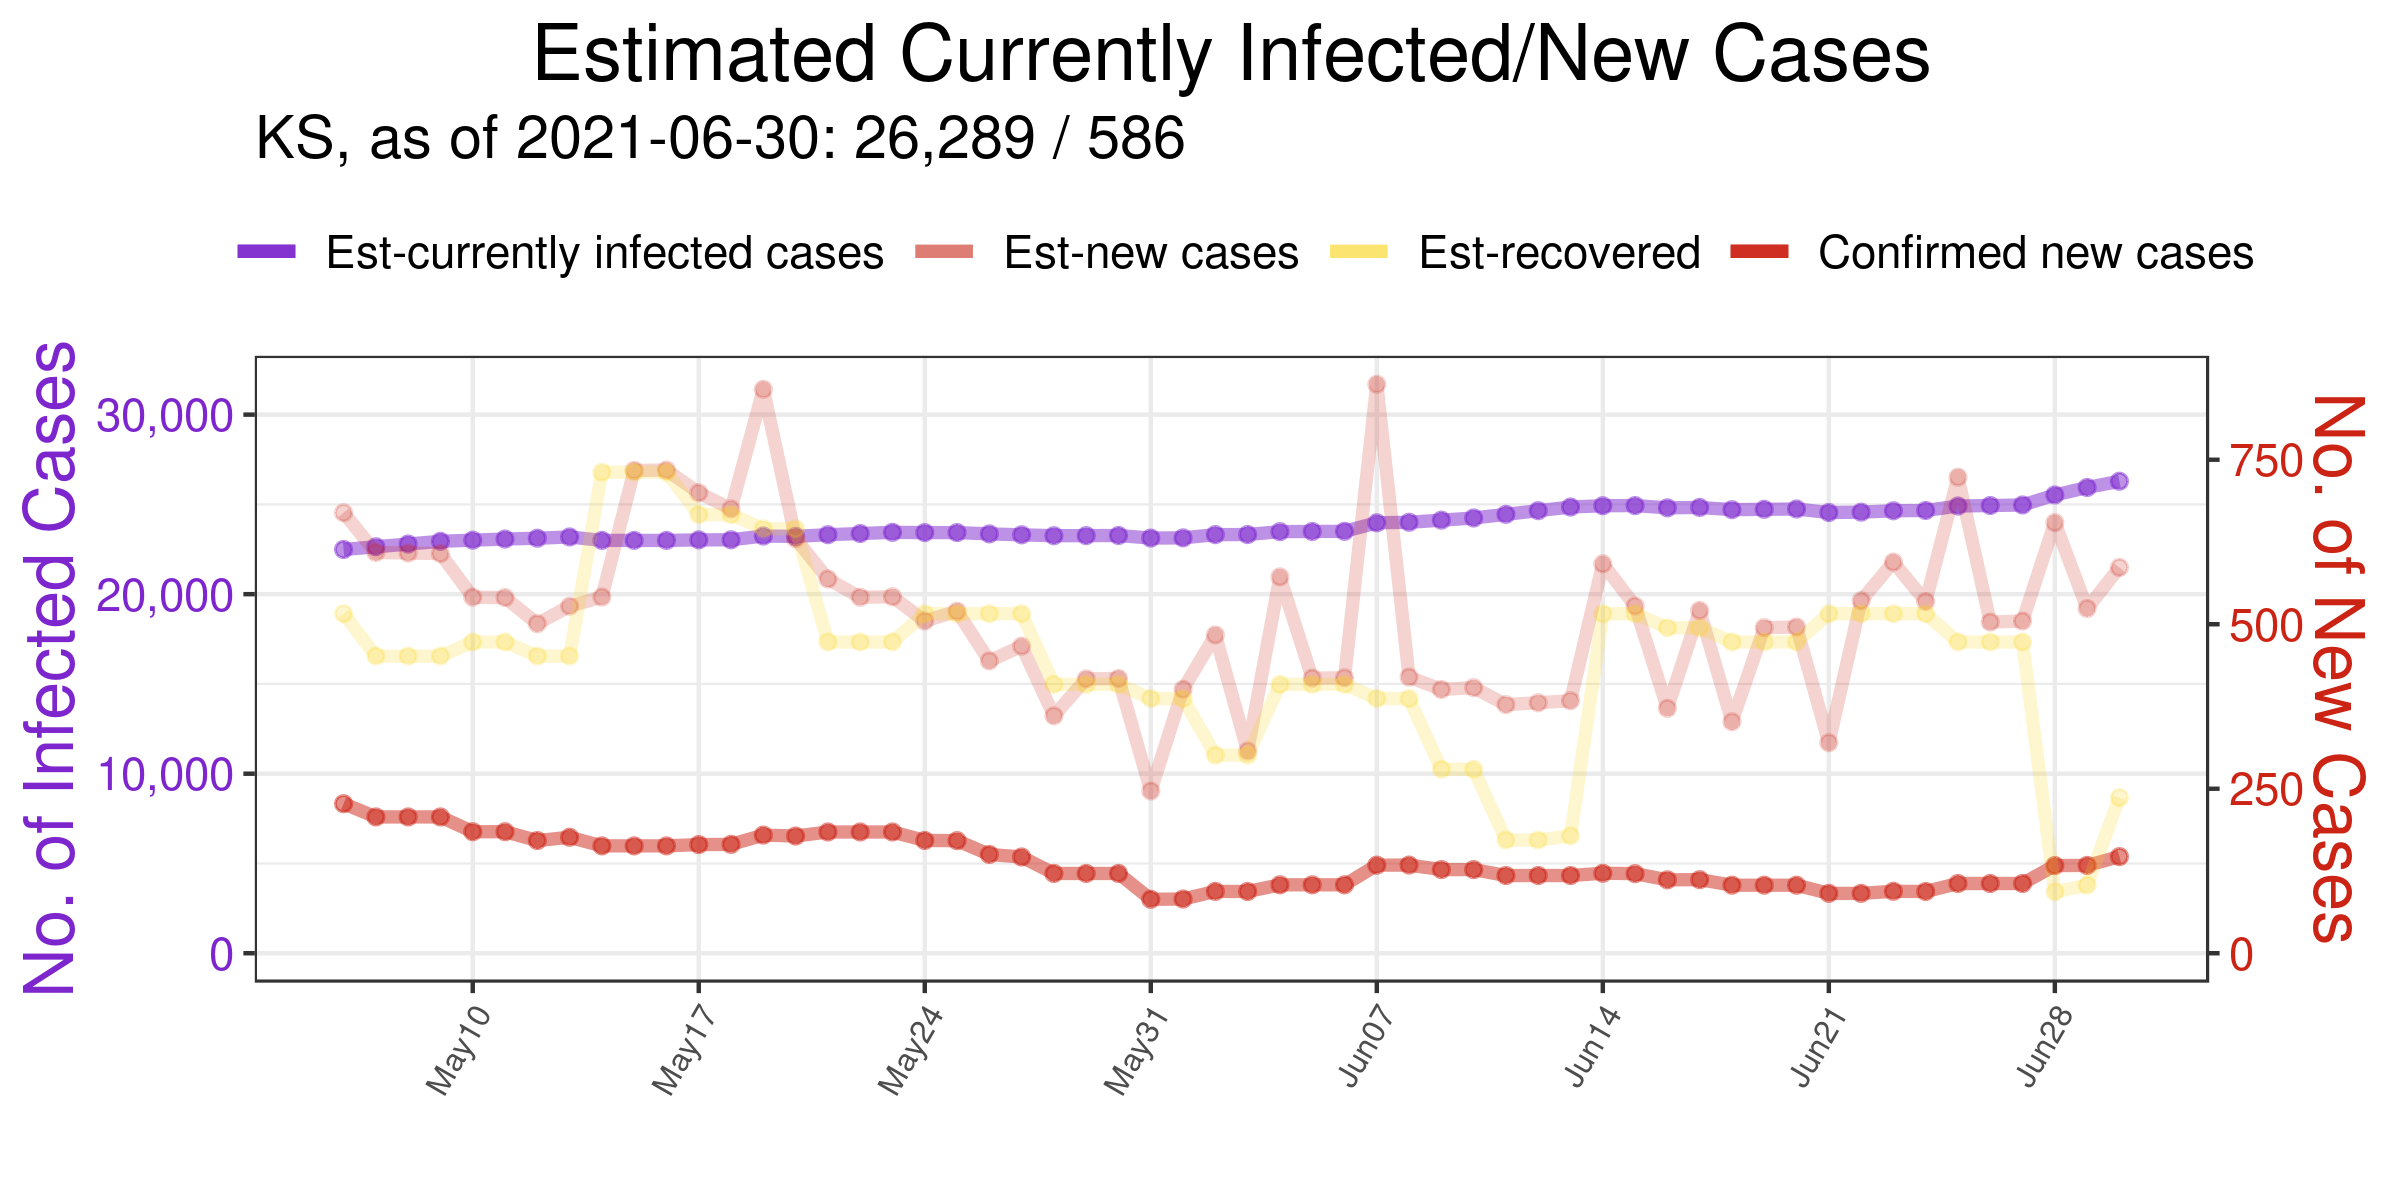 Estimated Currently Infected/New Cases
KS, as of 2021-06-30: 26,289 / 586
Est-currently infected cases Est-new cases Est-recovered Confirmed new cases
No. of Infected Cases
30,000
20,000
10,000
0
No. of New Cases
750
500
250
0
May10 May17 May24 May31 Jun07 Jun14 Jun21 Jun28